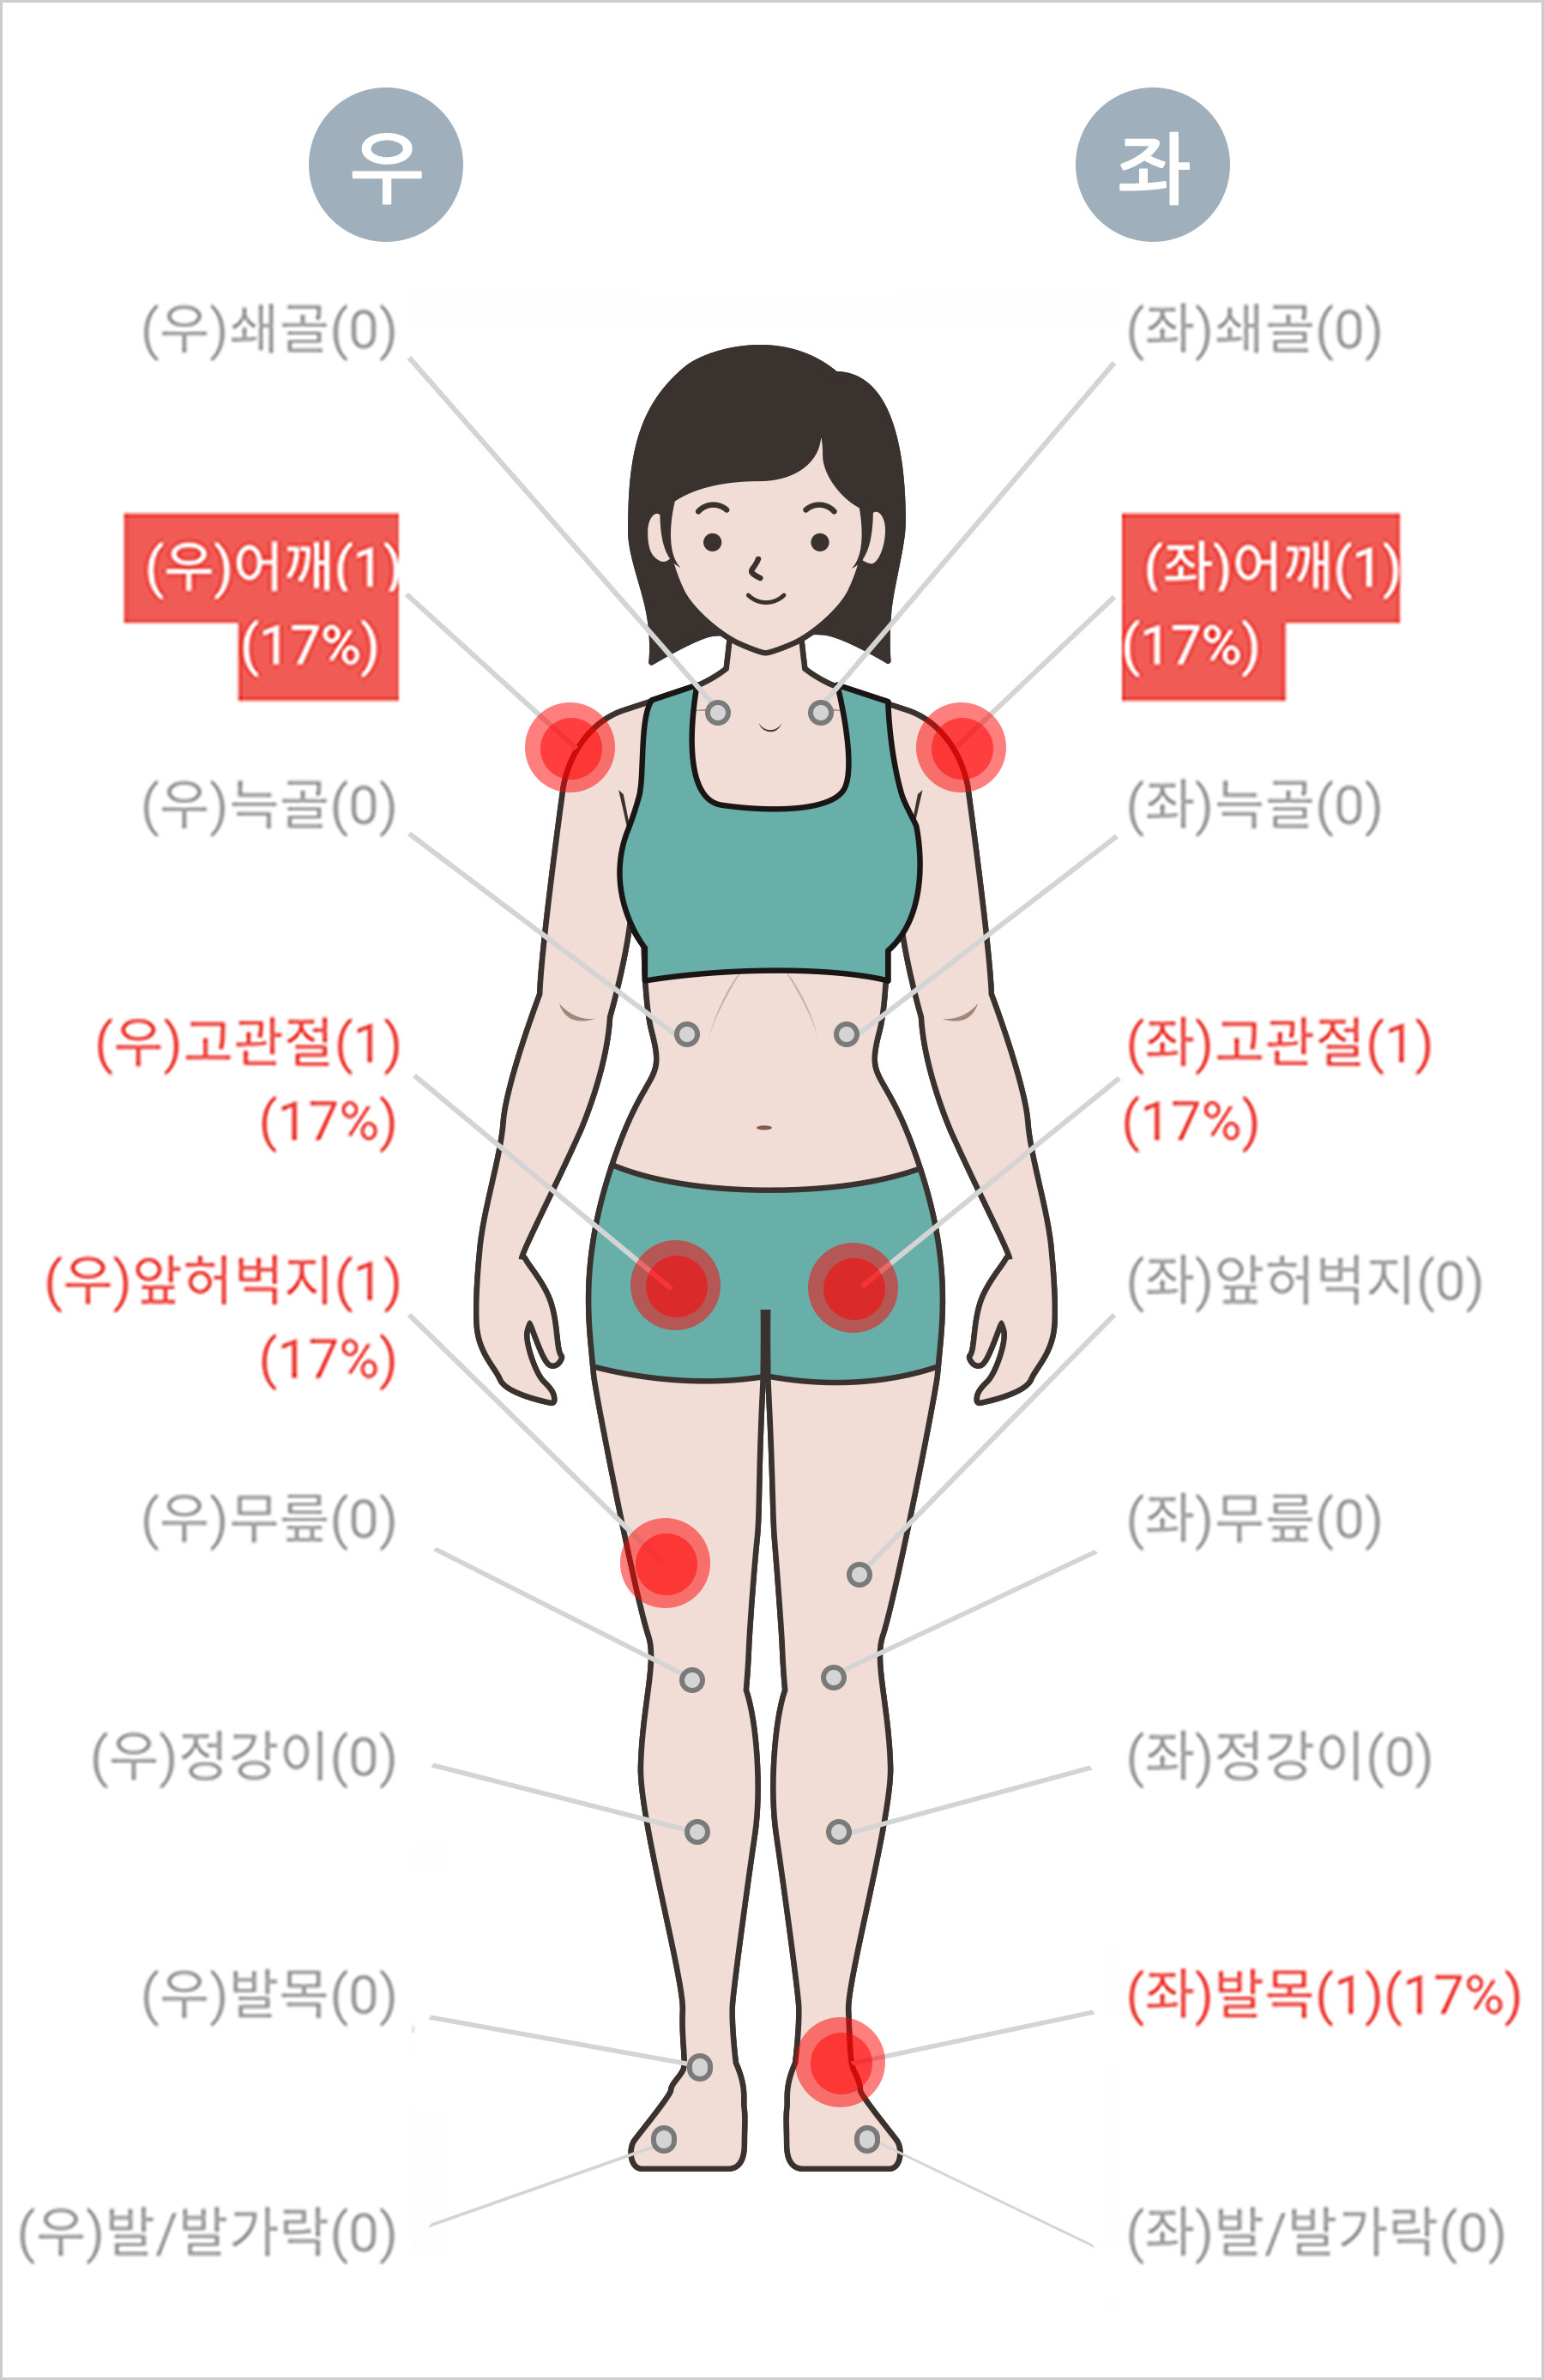 우
좌
(우)쇄골(0)
(좌)쇄골(0)
(우)어깨(1)
(17%)
(좌)어깨(1)
(17%)
(우)늑골(0)
(좌)늑골(0)
(우)고관절(1)
(17%)
(좌)고관절(1)
(17%)
(우)앞허벅지(1)
(17%)
(좌)앞허벅지(0)
(우)무릎(0)
(좌)무릎(0)
(우)정강이(0)
(좌)정강이(0)
(우)발목(0)
(좌)발목(1)(17%)
(우)발/발가락(0)
(좌)발/발가락(0)